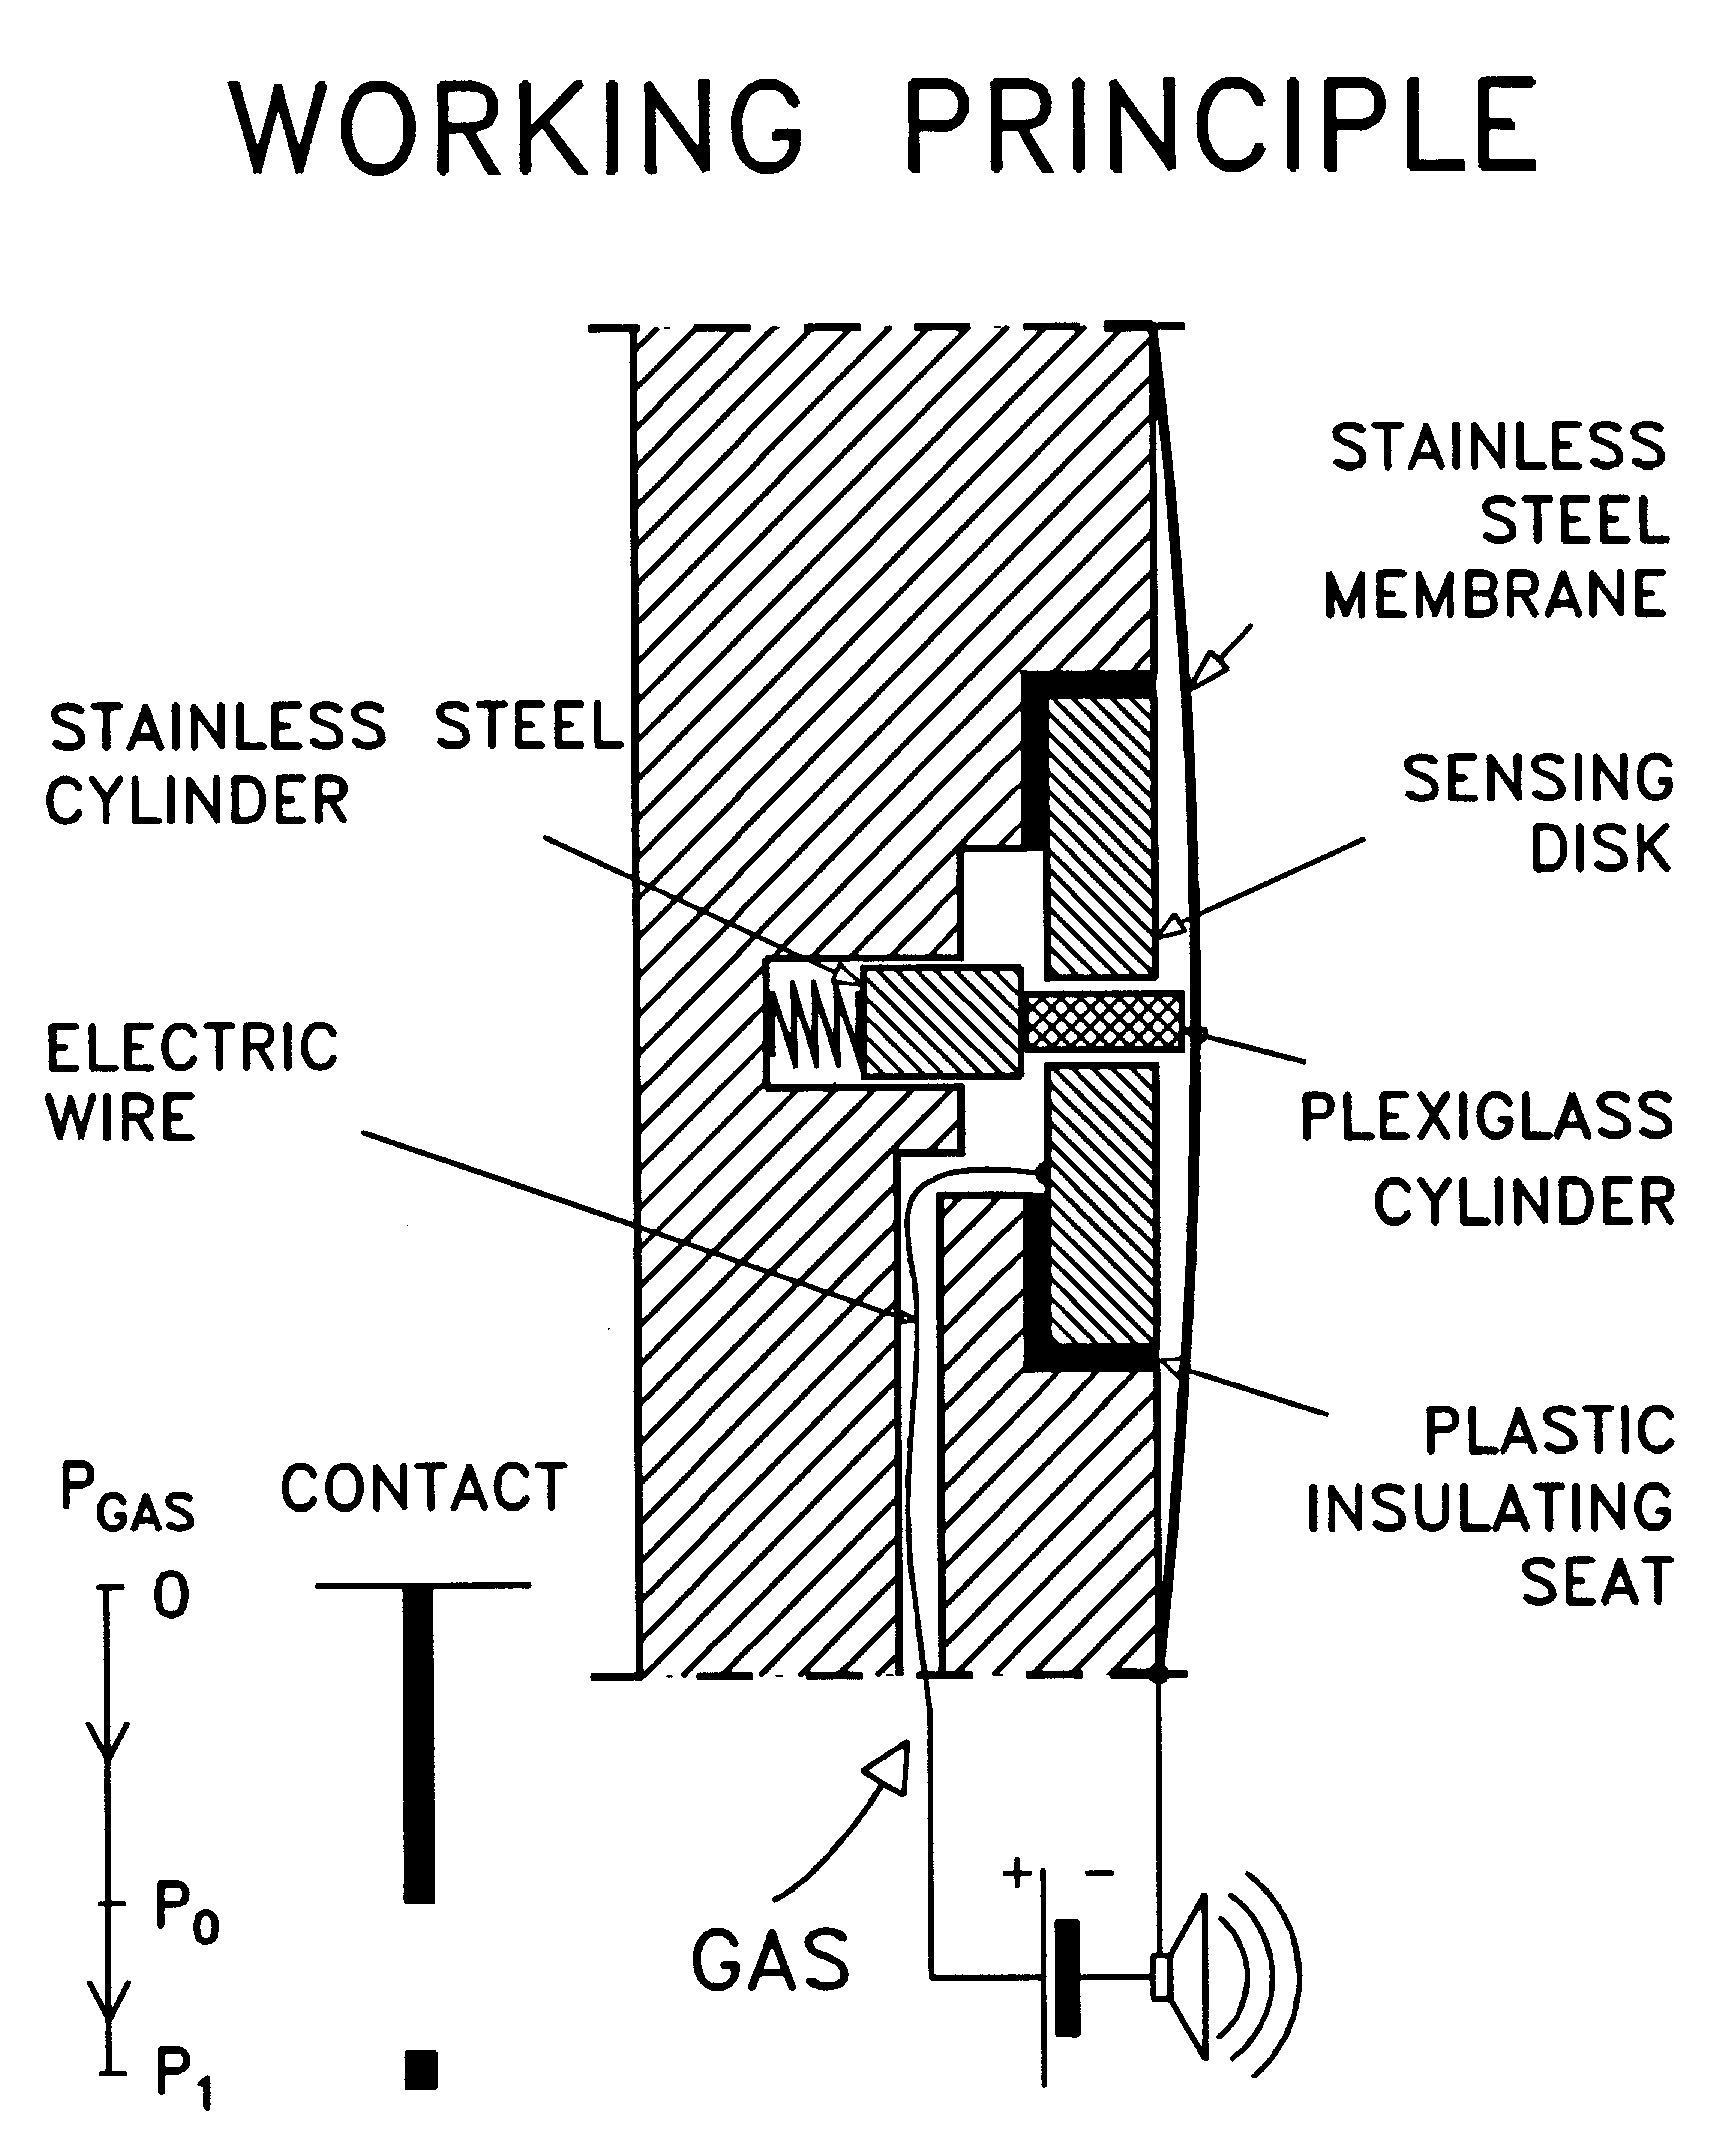 WORKING PRINCIPLE
STAINLESS
STEEL
MEMBRANE
STAINLESS STEEL
CYLINDER
SENSING
DISK
ELECTRIC
WIRE
PLEXIGLASS
CYLINDER
PLASTIC
INSULATING
SEAT
PGAS CONTACT
0
P0
P1
GAS
+ −